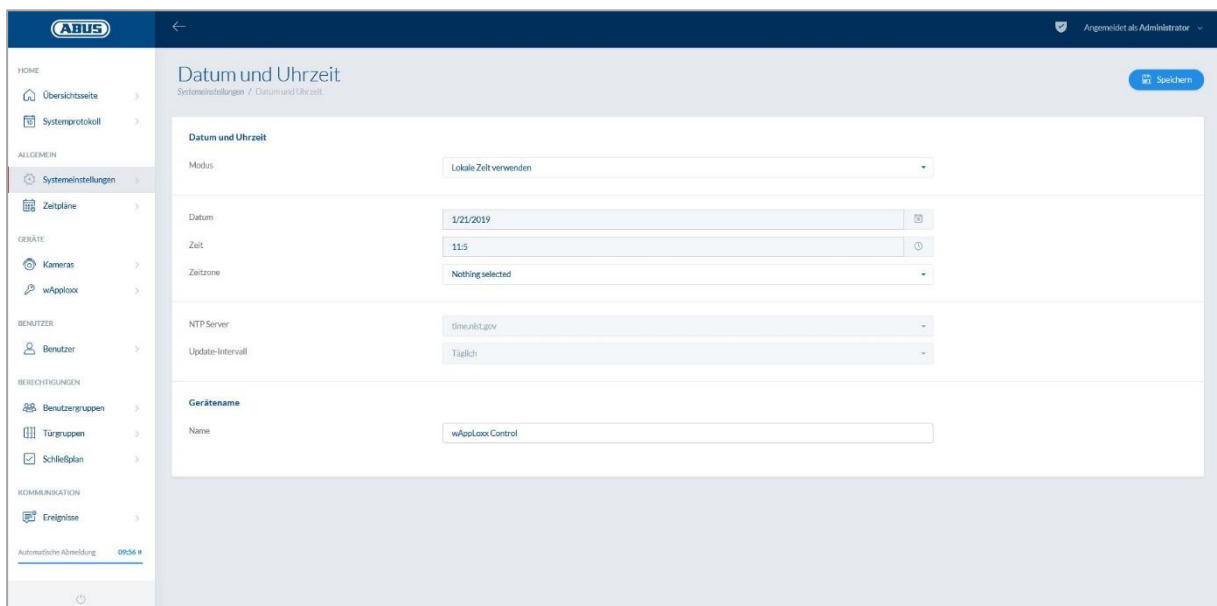 ABUS
Angemeldet als Administrator
HOME
Übersichtsseite
Systemprotokoll
ALLGEMEIN
Systemeinstellungen
Zeitpläne
GERÄTE
Kameras
wApploxx
BENUTZER
Benutzer
BERECHTIGUNGEN
Benutzergruppen
Türgruppen
Schließplan
KOMMUNIKATION
Ereignisse
Automatische Abmeldung 09:56
Datum und Uhrzeit
Systemeinstellungen / Datum und Uhrzeit
Speichern
Datum und Uhrzeit
Modus Lokale Zeit verwenden
Datum 1/21/2019
Zeit 11:5
Zeitzone Nothing selected
NTP Server time.nist.gov
Update-Intervall Täglich
Gerätename
Name wAppLoxx Control